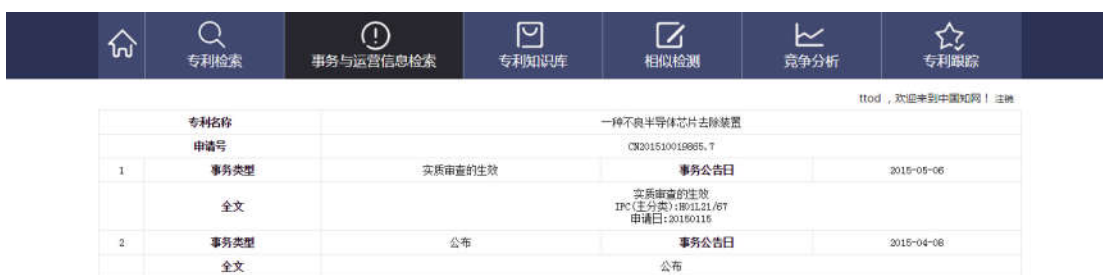 专利检索
事务与运营信息检索
专利知识库
相似检测
竞争分析
专利跟踪
ttod ,欢迎来到中国知网! 注销
专利名称 一种不良半导体芯片去除装置
申请号 CN201510019865.7
1 事务类型 实质审查的生效 事务公告日 2015-05-06
全文 实质审查的生效
IPC(主分类):H01L21/67
申请日:20150115
2 事务类型 公布 事务公告日 2015-04-08
全文 公布